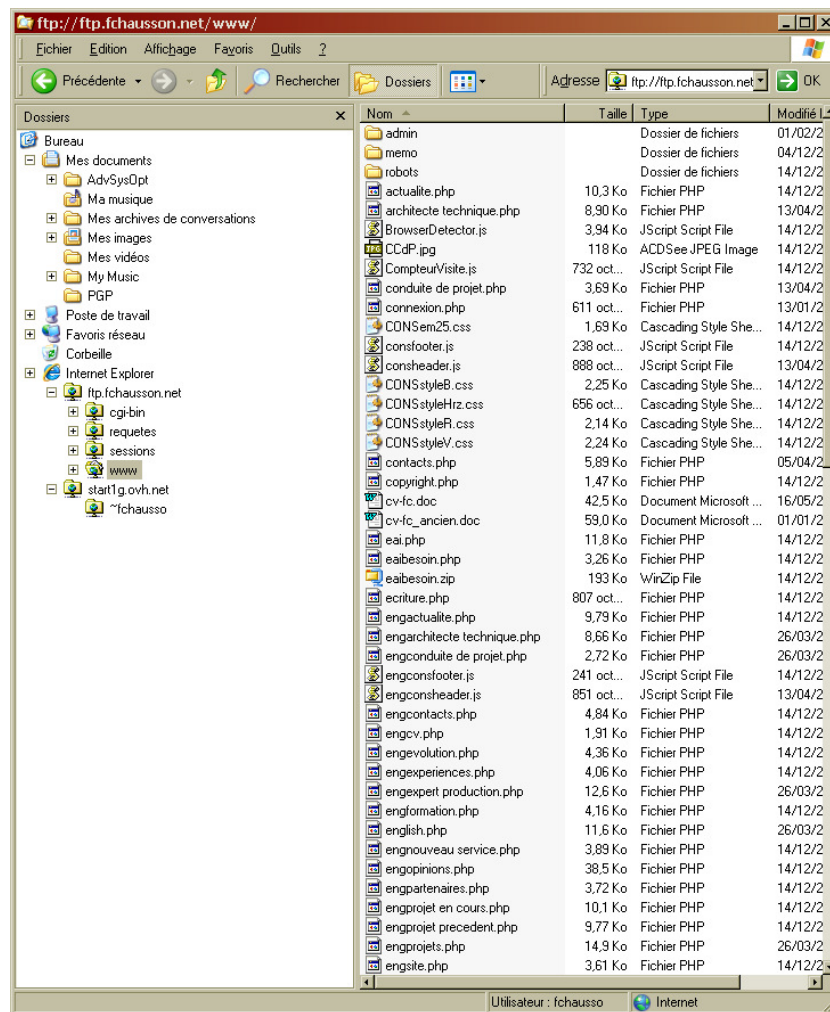 ftp://ftp.fchausson.net/www/
Fichier Edition Affichage Favoris Outils ?
Précédente Rechercher Dossiers Adresse ftp://ftp.fchausson.net OK
Dossiers
Bureau
Mes documents
AdvSysOpt
Ma musique
Mes archives de conversations
Mes images
Mes vidéos
My Music
PGP
Poste de travail
Favoris réseau
Corbeille
Internet Explorer
ftp.fchausson.net
cgi-bin
requetes
sessions
www
start1g.ovh.net
~fchausso
Nom Taille Type Modifié l
admin Dossier de fichiers 01/02/2
memo Dossier de fichiers 04/12/2
robots Dossier de fichiers 14/12/2
actualite.php 10,3 Ko Fichier PHP 14/12/2
architecte technique.php 8,90 Ko Fichier PHP 13/04/2
BrowserDetector.js 3,94 Ko JScript Script File 14/12/2
CCdP.jpg 118 Ko ACDSee JPEG Image 14/12/2
CompteurVisite.js 732 oct... JScript Script File 14/12/2
conduite de projet.php 3,69 Ko Fichier PHP 13/04/2
connexion.php 611 oct... Fichier PHP 13/01/2
CONSem25.css 1,69 Ko Cascading Style She... 14/12/2
consfooter.js 238 oct... JScript Script File 14/12/2
consheader.js 888 oct... JScript Script File 13/04/2
CONSstyleB.css 2,25 Ko Cascading Style She... 14/12/2
CONSstyleHrz.css 656 oct... Cascading Style She... 14/12/2
CONSstyleR.css 2,14 Ko Cascading Style She... 14/12/2
CONSstyleV.css 2,24 Ko Cascading Style She... 14/12/2
contacts.php 5,89 Ko Fichier PHP 05/04/2
copyright.php 1,47 Ko Fichier PHP 14/12/2
cv-fc.doc 42,5 Ko Document Microsoft ... 16/05/2
cv-fc_ancien.doc 59,0 Ko Document Microsoft ... 01/01/2
eai.php 11,8 Ko Fichier PHP 14/12/2
eaibesoin.php 3,26 Ko Fichier PHP 14/12/2
eaibesoin.zip 193 Ko WinZip File 14/12/2
ecriture.php 807 oct... Fichier PHP 14/12/2
engactualite.php 9,79 Ko Fichier PHP 14/12/2
engarchitecte technique.php 8,66 Ko Fichier PHP 26/03/2
engconduite de projet.php 2,72 Ko Fichier PHP 26/03/2
engconsfooter.js 241 oct... JScript Script File 14/12/2
engconsheader.js 851 oct... JScript Script File 13/04/2
engcontacts.php 4,84 Ko Fichier PHP 14/12/2
engcv.php 1,91 Ko Fichier PHP 14/12/2
engevolution.php 4,36 Ko Fichier PHP 14/12/2
engexperiences.php 4,06 Ko Fichier PHP 14/12/2
engexpert production.php 12,6 Ko Fichier PHP 26/03/2
engformation.php 4,16 Ko Fichier PHP 14/12/2
english.php 11,6 Ko Fichier PHP 26/03/2
engnouveau service.php 3,89 Ko Fichier PHP 14/12/2
engopinions.php 38,5 Ko Fichier PHP 14/12/2
engpartenaires.php 3,72 Ko Fichier PHP 14/12/2
engprojet en cours.php 10,1 Ko Fichier PHP 14/12/2
engprojet precedent.php 9,77 Ko Fichier PHP 14/12/2
engprojets.php 14,9 Ko Fichier PHP 26/03/2
engsite.php 3,61 Ko Fichier PHP 14/12/2
Utilisateur : fchausso Internet